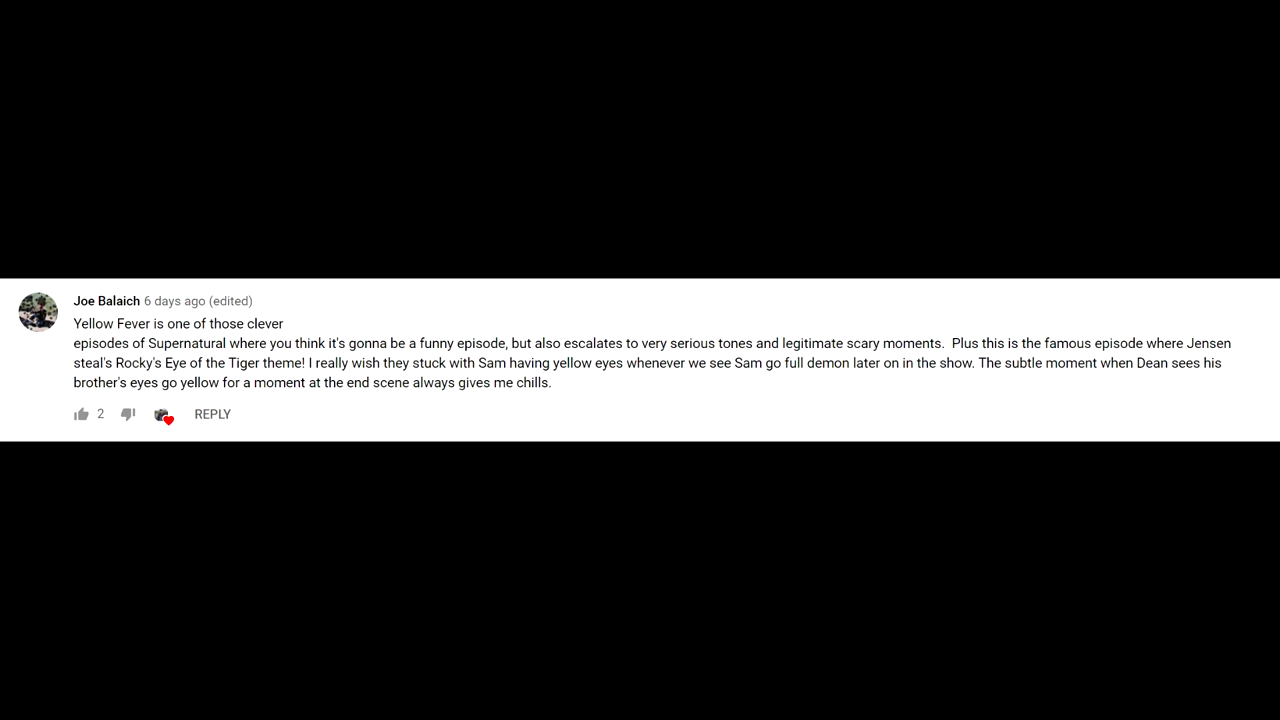 Joe Balaich 6 days ago (edited)
Yellow Fever is one of those clever
episodes of Supernatural where you think it's gonna be a funny episode, but also escalates to very serious tones and legitimate scary moments.  Plus this is the famous episode where Jensen
steal's Rocky's Eye of the Tiger theme! I really wish they stuck with Sam having yellow eyes whenever we see Sam go full demon later on in the show. The subtle moment when Dean sees his
brother's eyes go yellow for a moment at the end scene always gives me chills.
2 REPLY